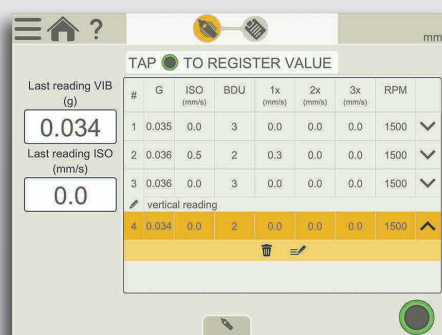 ?
mm
TAP TO REGISTER VALUE
Last reading VIB
(g)
0.034
Last reading ISO
(mm/s)
0.0
# G ISO (mm/s) BDU 1x (mm/s) 2x (mm/s) 3x (mm/s) RPM
1 0.035 0.0 3 0.0 0.0 0.0 1500
2 0.036 0.5 2 0.3 0.0 0.0 1500
3 0.036 0.0 3 0.0 0.0 0.0 1500
vertical reading
4 0.034 0.0 2 0.0 0.0 0.0 1500